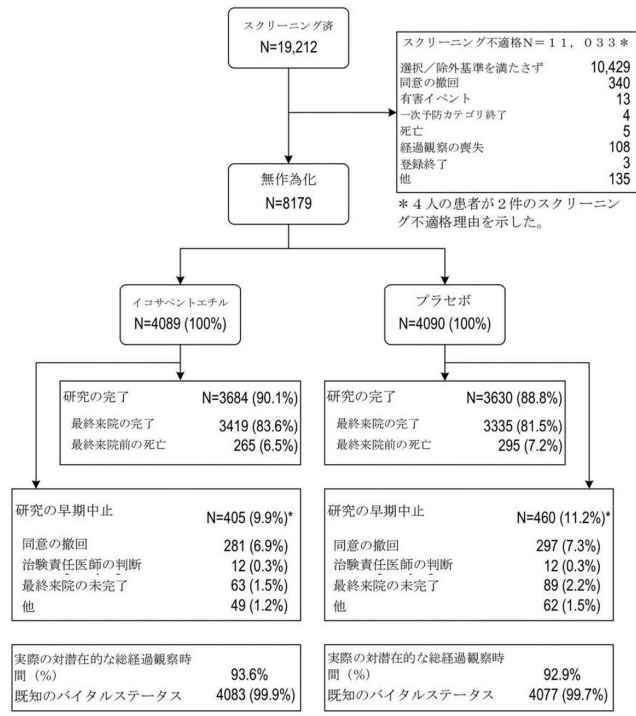 スクリーニング済
N=19,212
スクリーニング不適格N=11,033*
選択/除外基準を満たさず 10,429
同意の撤回 340
有害イベント 13
一次予防カテゴリ終了 4
死亡 5
経過観察の喪失 108
登録終了 3
他 135
*4人の患者が2件のスクリーニン
グ不適格理由を示した。
無作為化
N=8179
イコサペントエチル
N=4089 (100%)
プラセボ
N=4090 (100%)
研究の完了 N=3684 (90.1%)
最終来院の完了 3419 (83.6%)
最終来院前の死亡 265 (6.5%)
研究の完了 N=3630 (88.8%)
最終来院の完了 3335 (81.5%)
最終来院前の死亡 295 (7.2%)
研究の早期中止 N=405 (9.9%)*
同意の撤回 281 (6.9%)
治験責任医師の判断 12 (0.3%)
最終来院の未完了 63 (1.5%)
他 49 (1.2%)
研究の早期中止 N=460 (11.2%)*
同意の撤回 297 (7.3%)
治験責任医師の判断 12 (0.3%)
最終来院の未完了 89 (2.2%)
他 62 (1.5%)
実際の対潜在的な総経過観察時
間(%) 93.6%
既知のバイタルステータス 4083 (99.9%)
実際の対潜在的な総経過観察時
間(%) 92.9%
既知のバイタルステータス 4077 (99.7%)